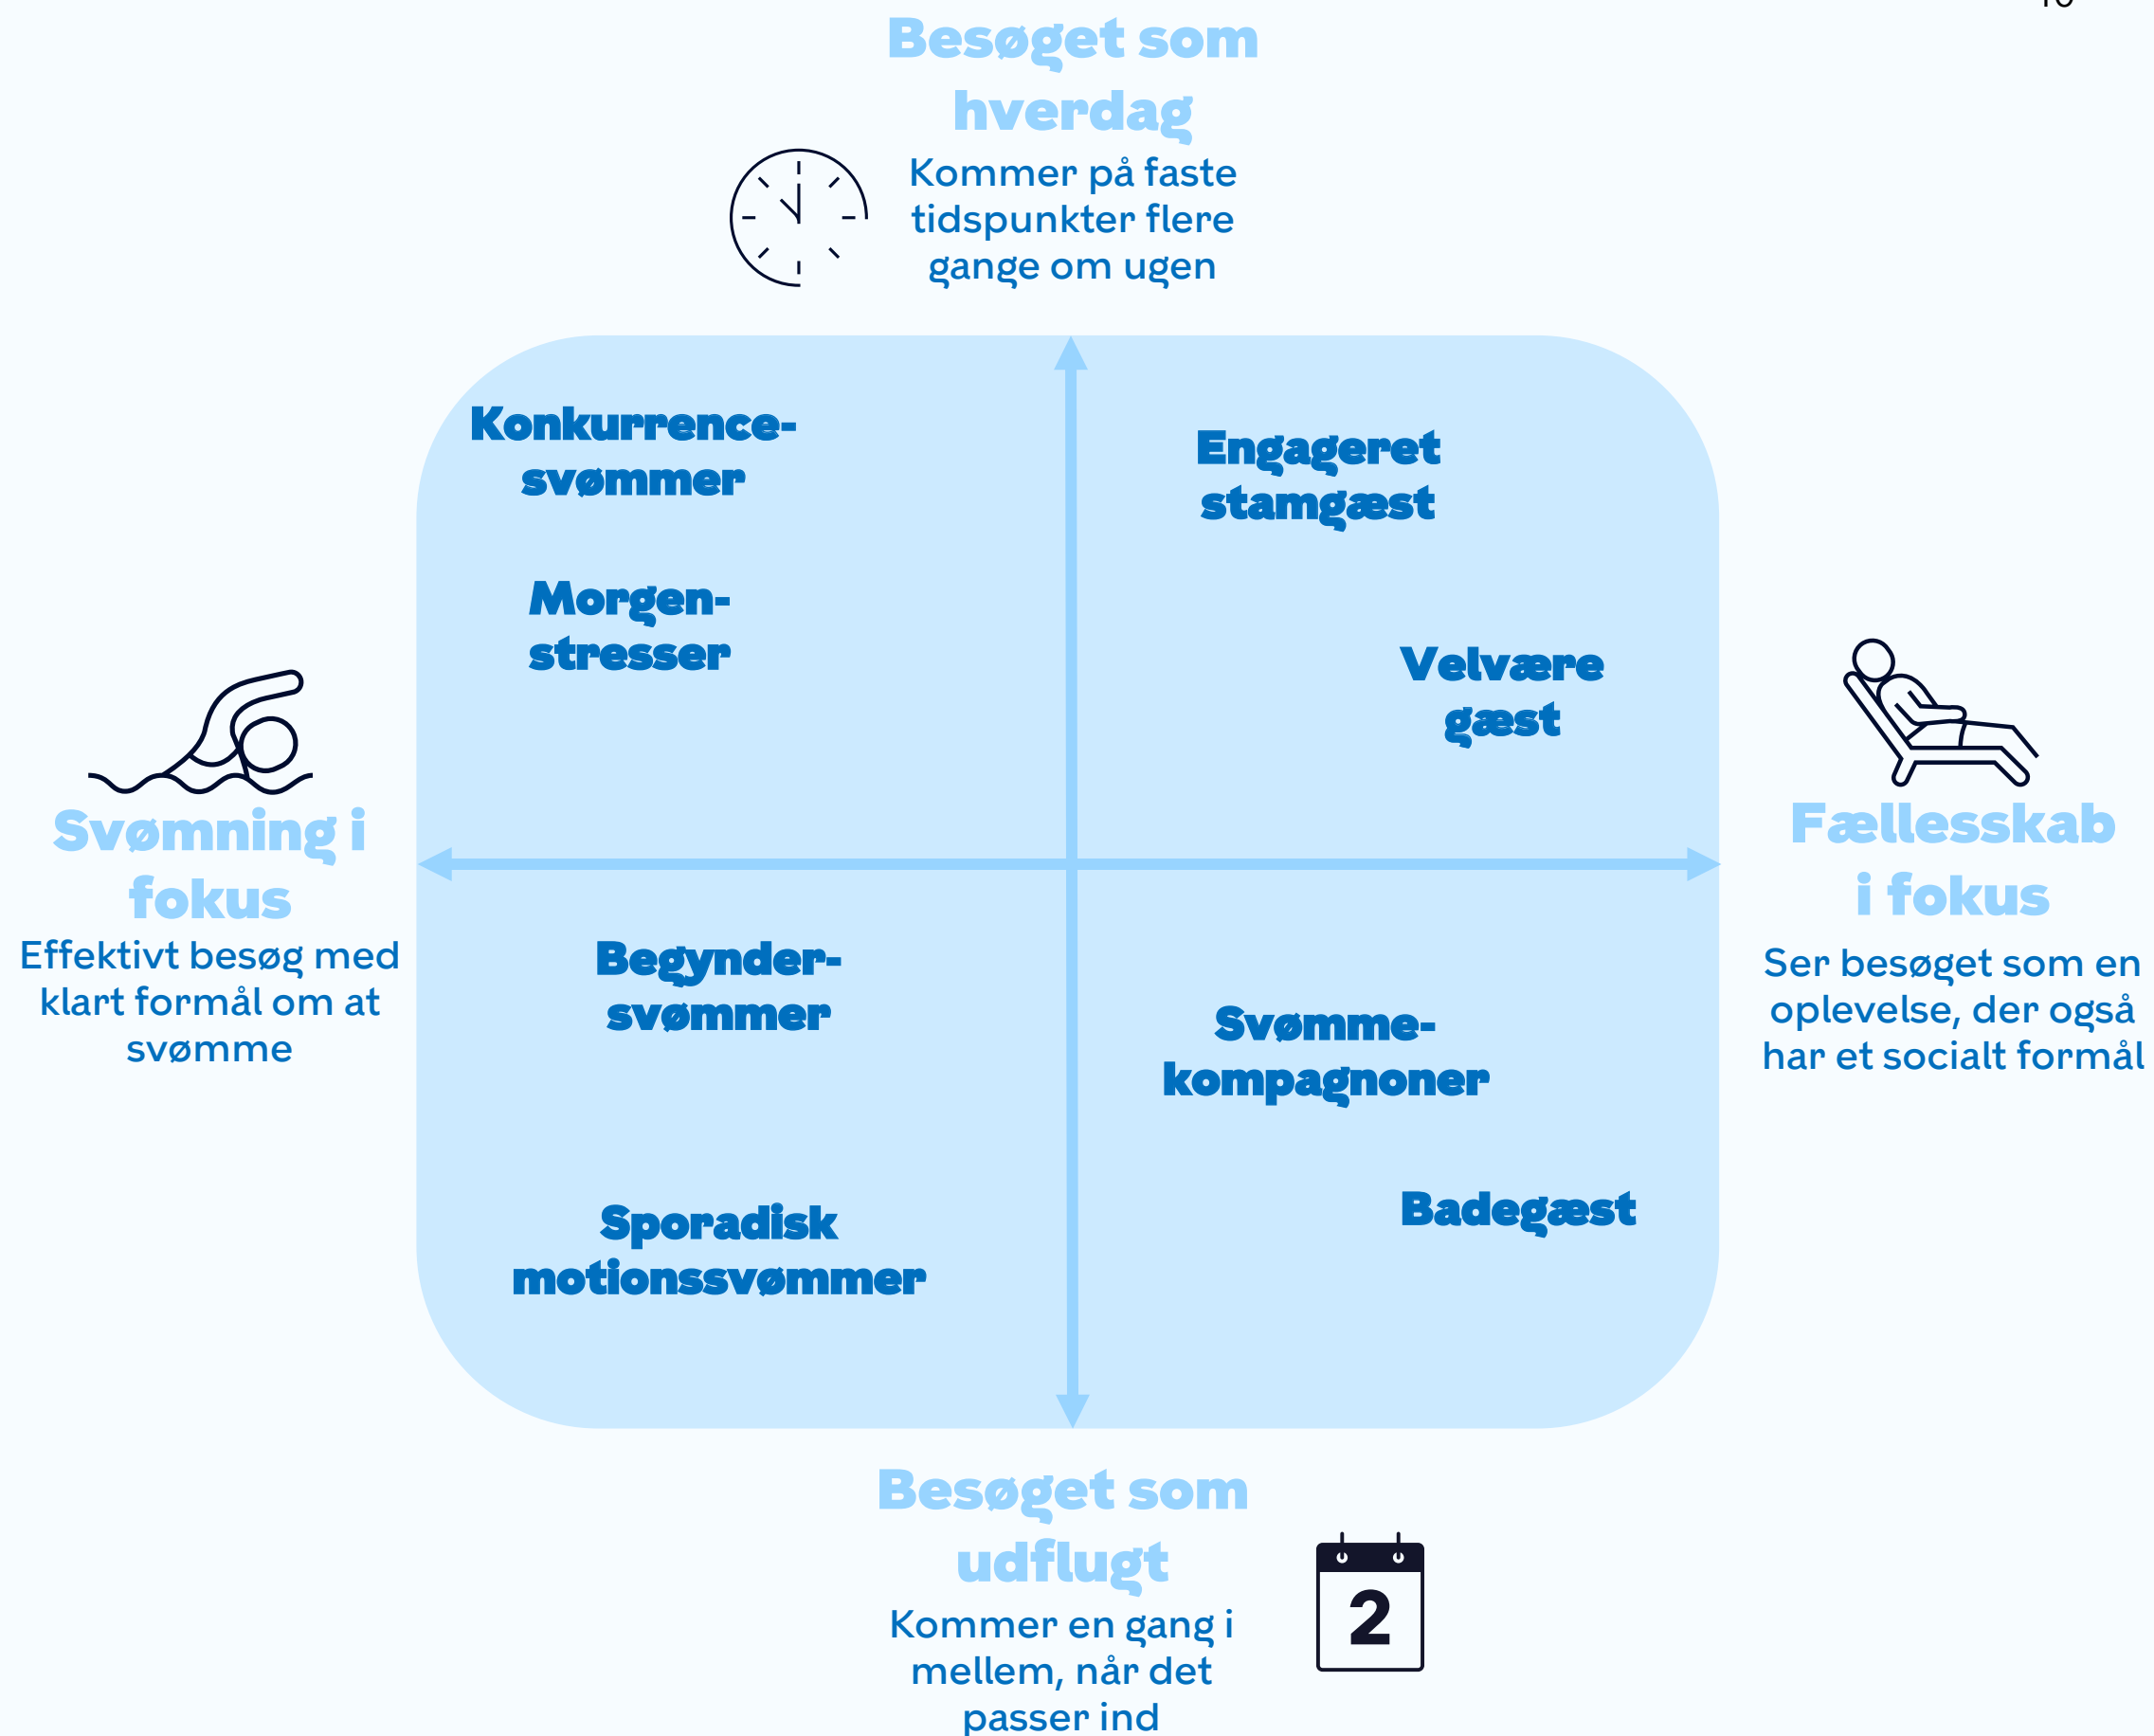 Besøget som
hverdag
Kommer på faste
tidspunkter flere
gange om ugen
Konkurrence-
svømmer
Engageret
stamgæst
Morgen-
stresser
Velvære
gæst
Svømning i
fokus
Effektivt besøg med
klart formål om at
svømme
Fællesskab
i fokus
Ser besøget som en
oplevelse, der også
har et socialt formål
Begynder-
svømmer
Svømme-
kompagnoner
Sporadisk
motionssvømmer
Badegæst
Besøget som
udflugt
Kommer en gang i
mellem, når det
passer ind
2